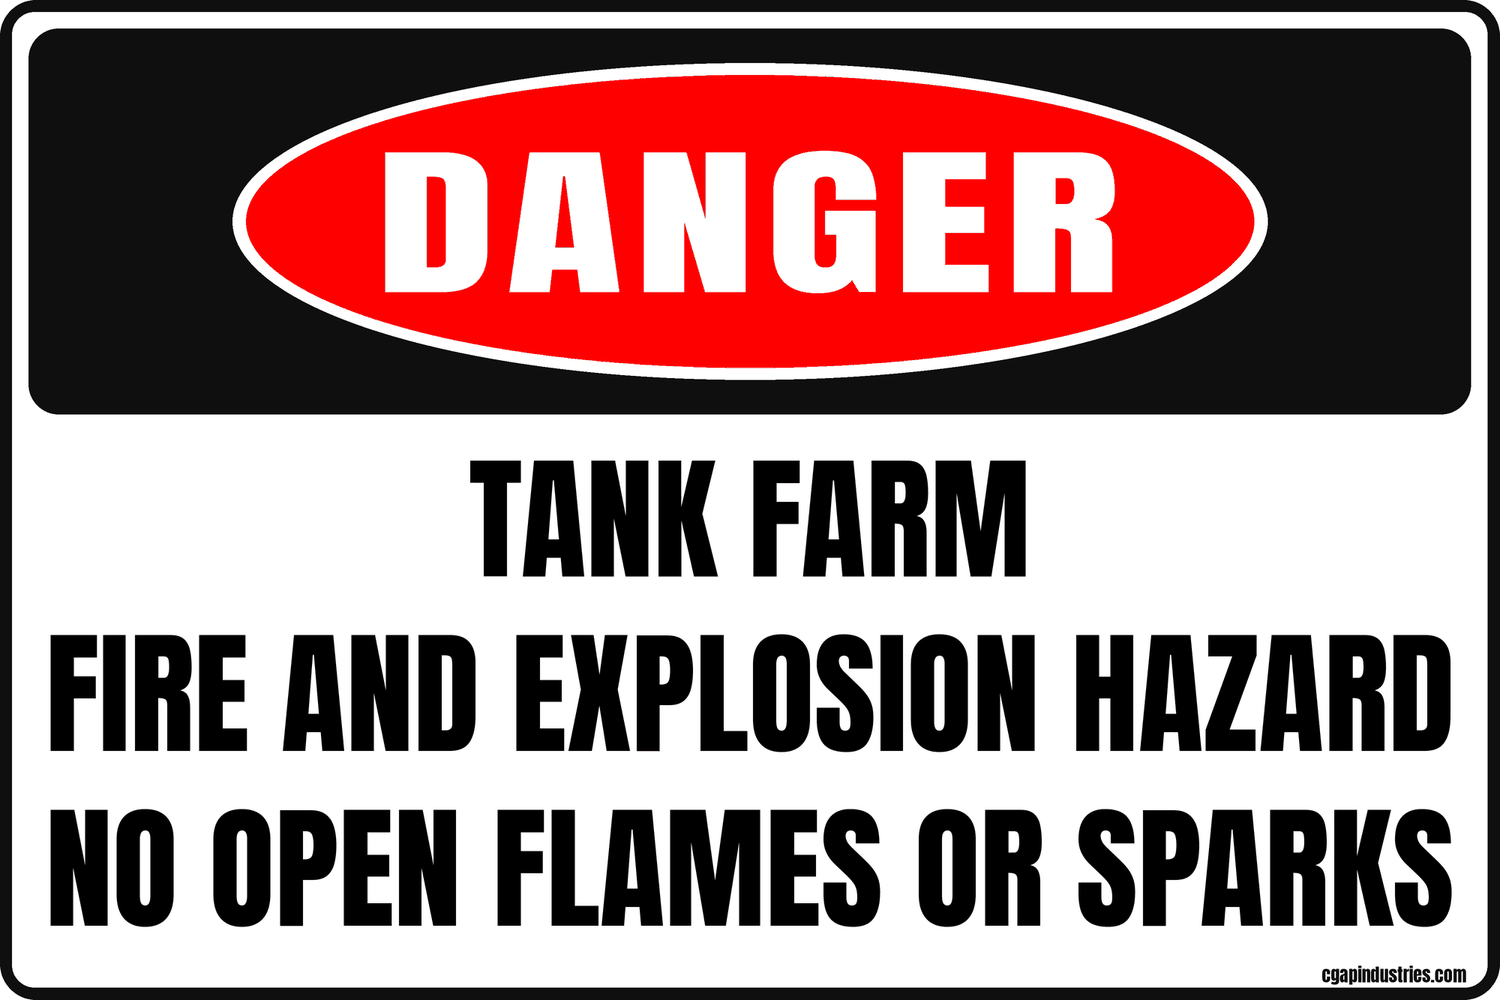 DANGER
TANK FARM
FIRE AND EXPLOSION HAZARD
NO OPEN FLAMES OR SPARKS
cgapindustries.com